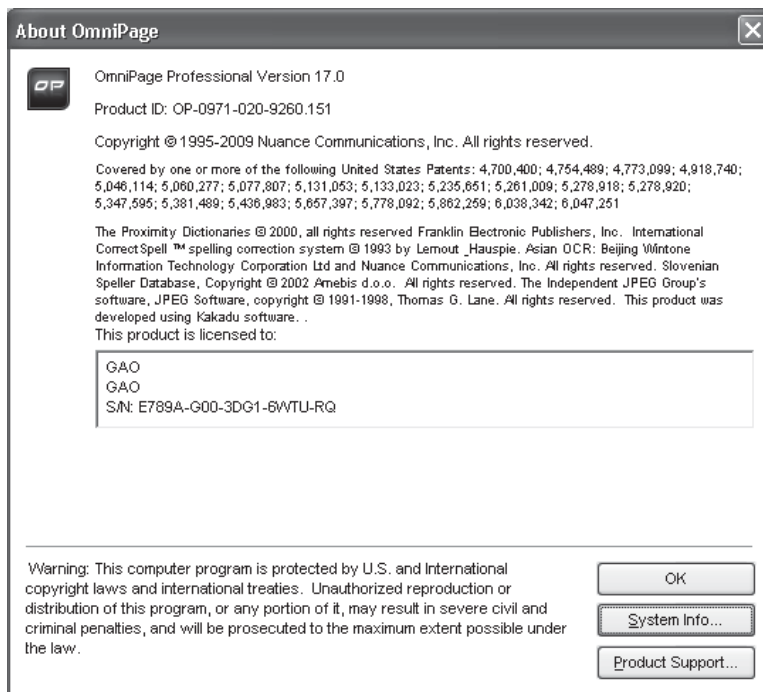 About OmniPage
OP
OmniPage Professional Version 17.0
Product ID: OP-0971-020-9260.151
Copyright © 1995-2009 Nuance Communications, Inc. All rights reserved.
Covered by one or more of the following United States Patents: 4,700,400; 4,754,489; 4,773,099; 4,918,740;
5,046,114; 5,060,277; 5,077,807; 5,131,053; 5,133,023; 5,235,651; 5,261,009; 5,278,918; 5,278,920;
5,347,595; 5,381,489; 5,436,983; 5,657,397; 5,778,092; 5,862,259; 6,038,342; 6,047,251
The Proximity Dictionaries © 2000, all rights reserved Franklin Electronic Publishers, Inc. International
CorrectSpell ™ spelling correction system © 1993 by Lernout _Hauspie. Asian OCR: Beijing Wintone
Information Technology Corporation Ltd and Nuance Communications, Inc. All rights reserved. Slovenian
Speller Database, Copyright © 2002 Amebis d.o.o. All rights reserved. The Independent JPEG Group's
software, JPEG Software, copyright © 1991-1998, Thomas G. Lane. All rights reserved. This product was
developed using Kakadu software. .
This product is licensed to:
GAO
GAO
S/N: E789A-G00-3DG1-6WTU-RQ
Warning: This computer program is protected by U.S. and International
copyright laws and international treaties. Unauthorized reproduction or
distribution of this program, or any portion of it, may result in severe civil and
criminal penalties, and will be prosecuted to the maximum extent possible under
the law.
OK
System Info...
Product Support...